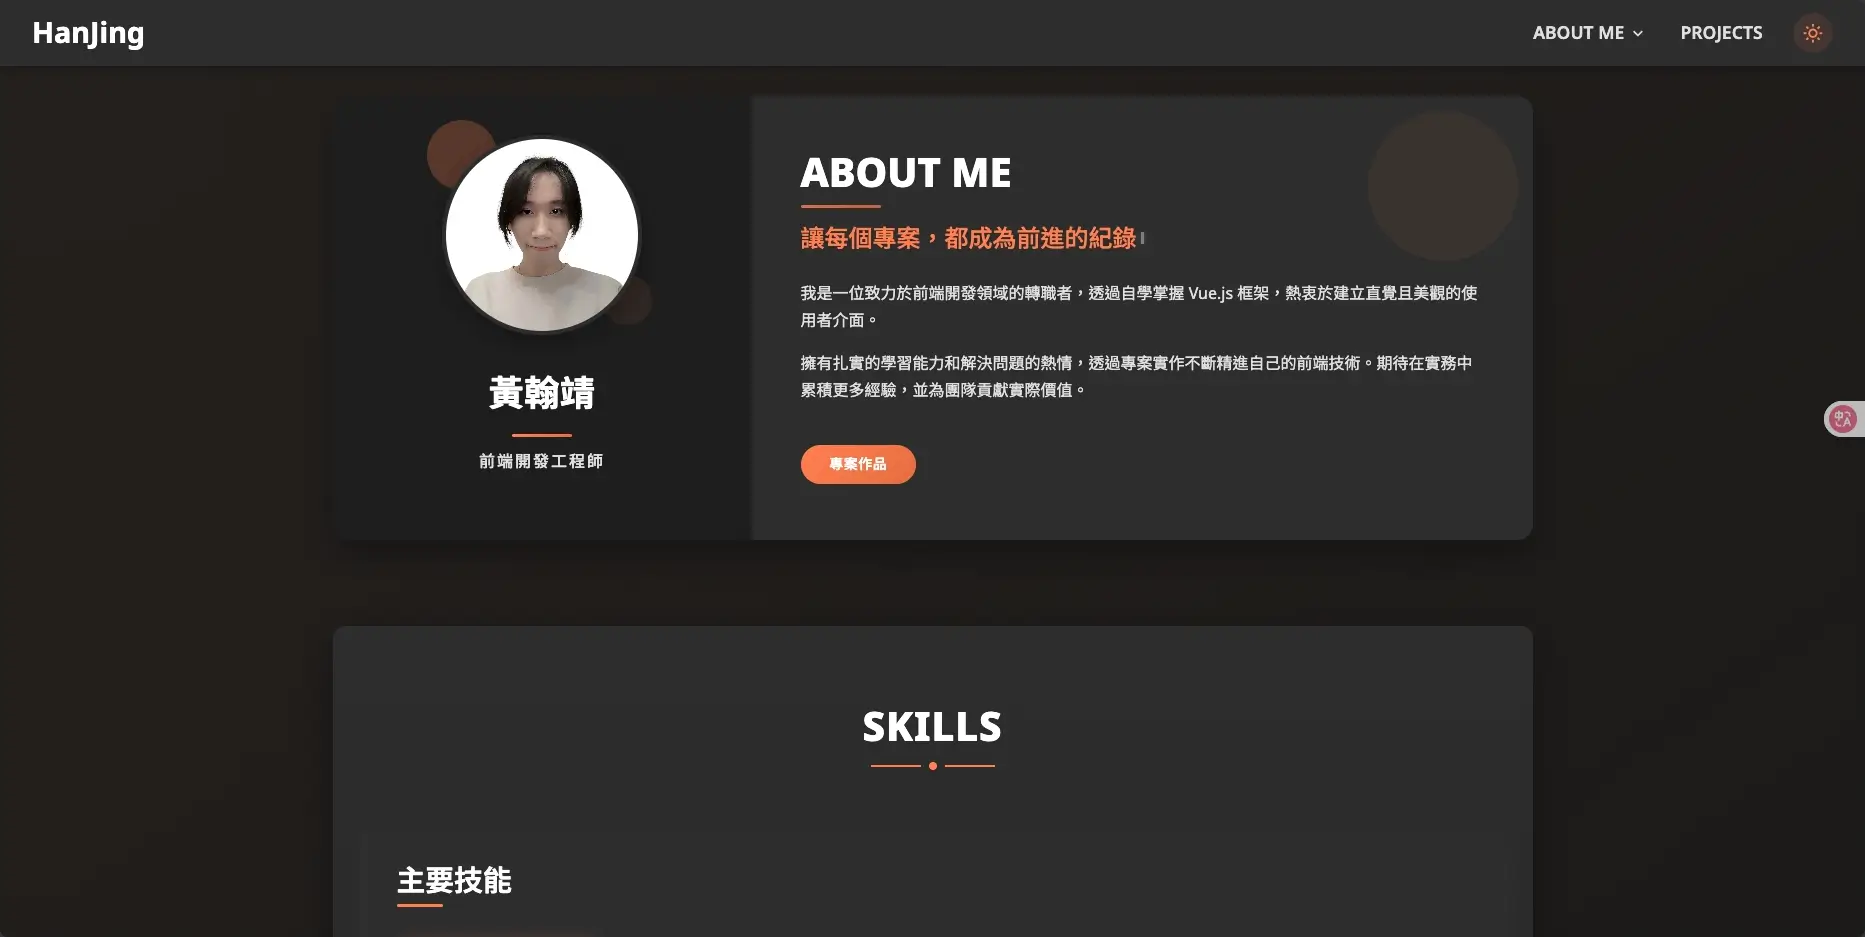 HanJing
ABOUT ME
PROJECTS
黃翰靖
前端開發工程師
ABOUT ME
讓每個專案，都成為前進的紀錄
我是一位致力於前端開發領域的轉職者，透過自學掌握 Vue.js 框架，熱衷於建立直覺且美觀的使
用者介面。
擁有扎實的學習能力和解決問題的熱情，透過專案實作不斷精進自己的前端技術。期待在實務中
累積更多經驗，並為團隊貢獻實際價值。
專案作品
中A
SKILLS
主要技能